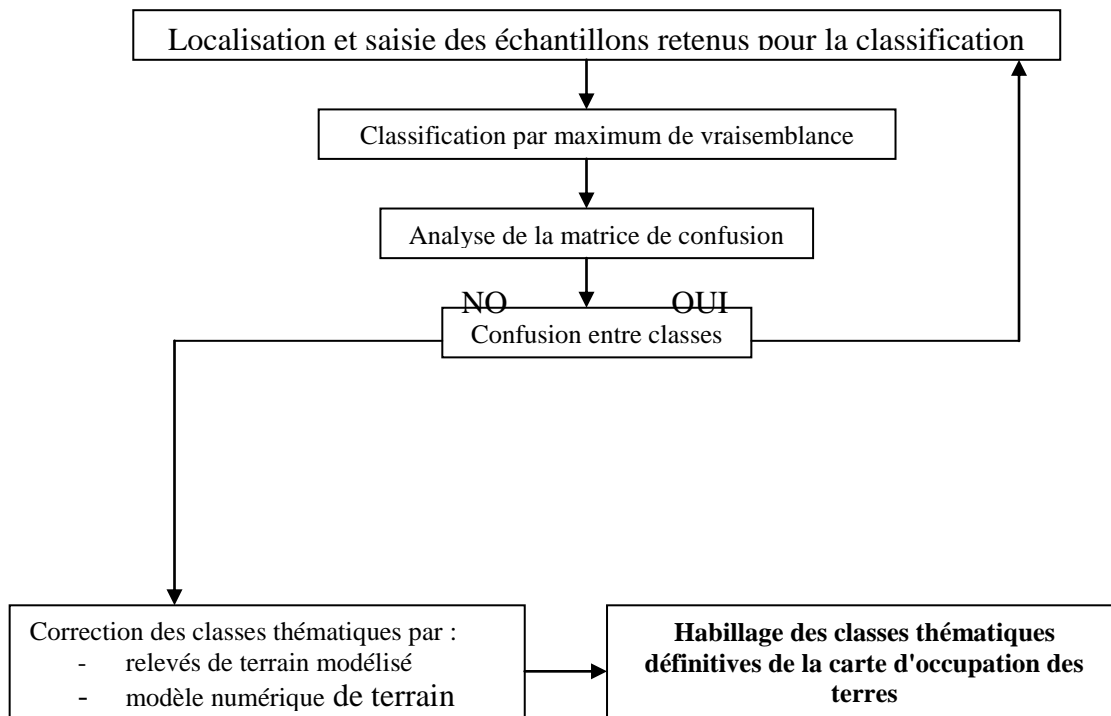 Localisation et saisie des échantillons retenus pour la classification
Classification par maximum de vraisemblance
Analyse de la matrice de confusion
NO OUI
Confusion entre classes
Correction des classes thématiques par :
- relevés de terrain modélisé
- modèle numérique de terrain
Habillage des classes thématiques
définitives de la carte d'occupation des
terres